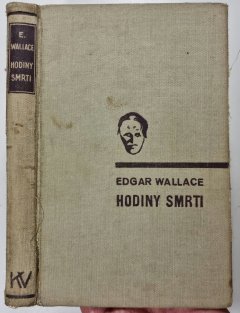 E.
WALLACE
HODINY
SMRTI
KV
EDGAR WALLACE
HODINY SMRTI